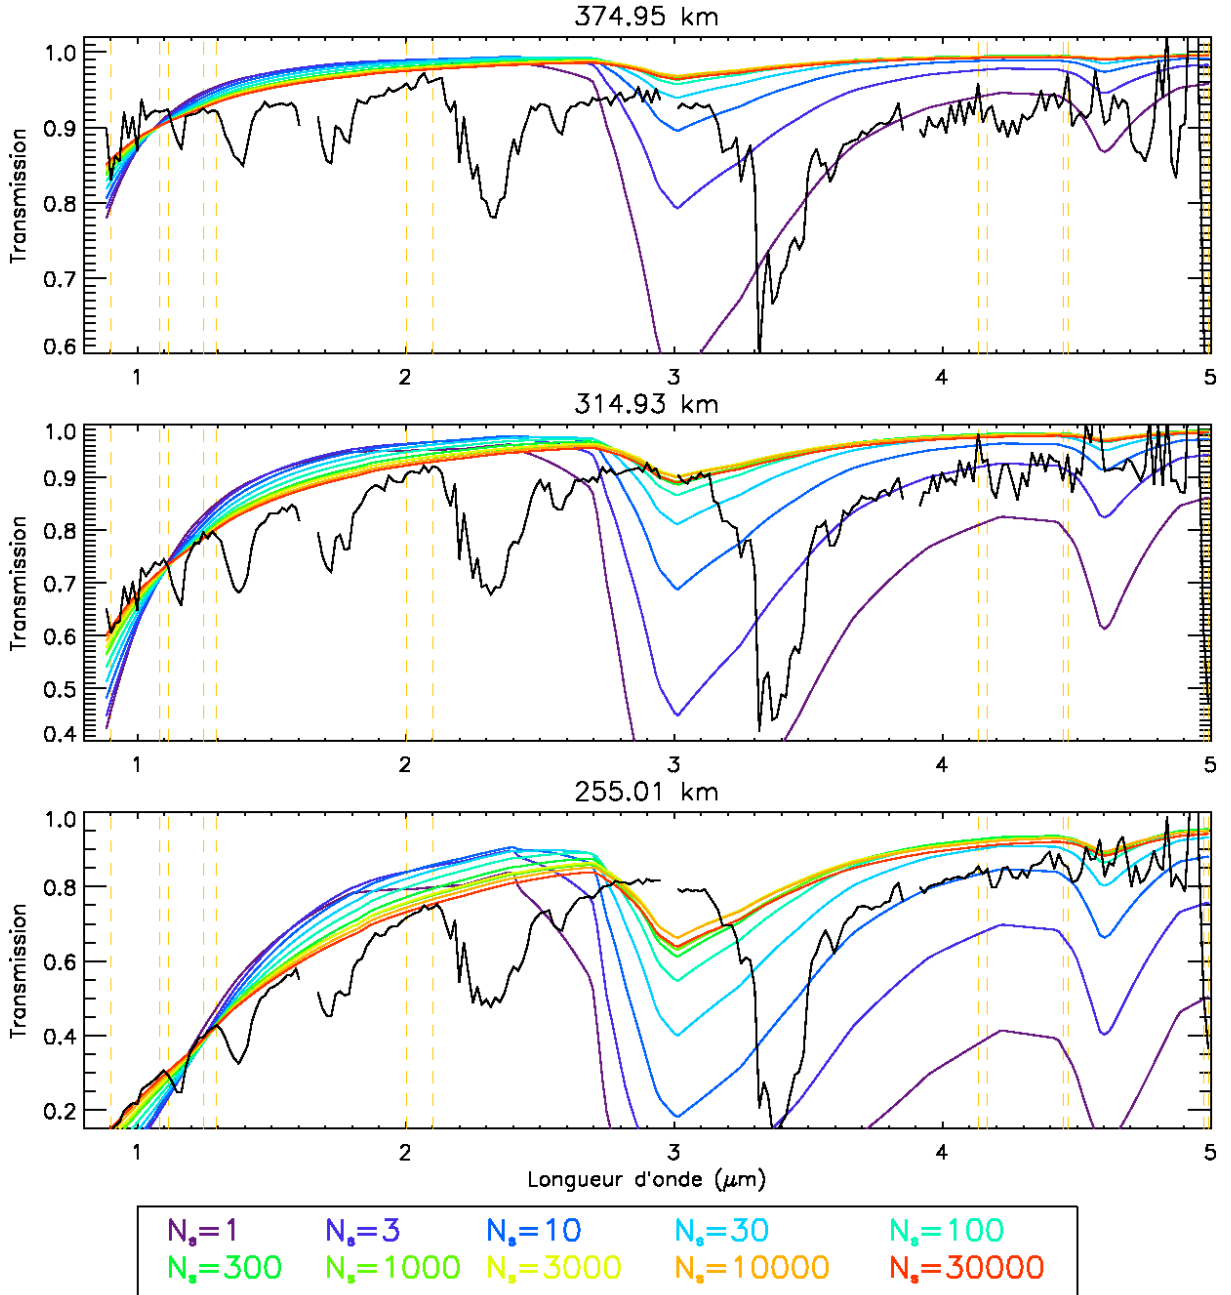 374.95 km
1.0
0.9
0.8
0.7
0.6
Transmission
1 2 3 4 5
314.93 km
1.0
0.9
0.8
0.7
0.6
0.5
0.4
Transmission
1 2 3 4 5
255.01 km
1.0
0.8
0.6
0.4
0.2
Transmission
1 2 3 4 5
Longueur d'onde (μm)
Nₛ=1 Nₛ=3 Nₛ=10 Nₛ=30 Nₛ=100
Nₛ=300 Nₛ=1000 Nₛ=3000 Nₛ=10000 Nₛ=30000